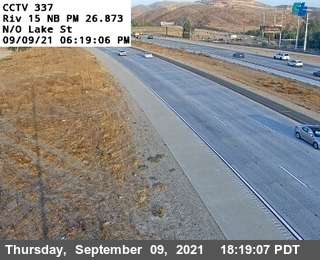 CCTV 337
Riv 15 NB PM 26.873
N/O Lake St
09/09/21 06:19:06 PM
Thursday, September 09, 2021 18:19:07 PDT